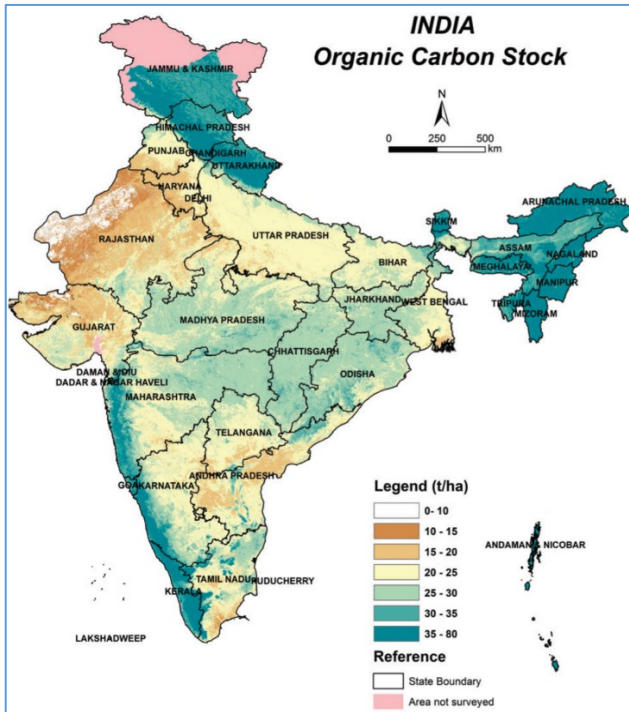 INDIA
Organic Carbon Stock
N
0 250 500
km
JAMMU & KASHMIR
HIMACHAL PRADESH
PUNJAB
CHANDIGARH
UTTARAKHAND
HARYANA
DELHI
RAJASTHAN
UTTAR PRADESH
SIKKIM
ARUNACHAL PRADESH
ASSAM
NAGALAND
MEGHALAYA
MANIPUR
TRIPURA
MIZORAM
BIHAR
JHARKHAND
WEST BENGAL
GUJARAT
MADHYA PRADESH
CHHATTISGARH
ODISHA
DAMAN & DIU
DADAR & NAGAR HAVELI
MAHARASHTRA
TELANGANA
ANDHRA PRADESH
GOA
KARNATAKA
TAMIL NADU
PUDUCHERRY
KERALA
LAKSHADWEEP
ANDAMAN & NICOBAR
Legend (t/ha)
0- 10
10 - 15
15 - 20
20 - 25
25 - 30
30 - 35
35 - 80
Reference
State Boundary
Area not surveyed